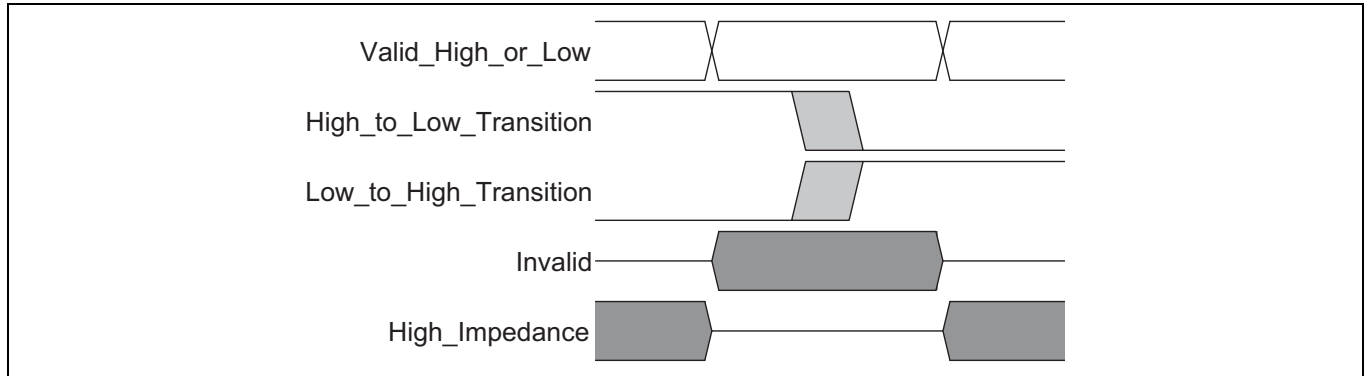 Valid_High_or_Low
High_to_Low_Transition
Low_to_High_Transition
Invalid
High_Impedance